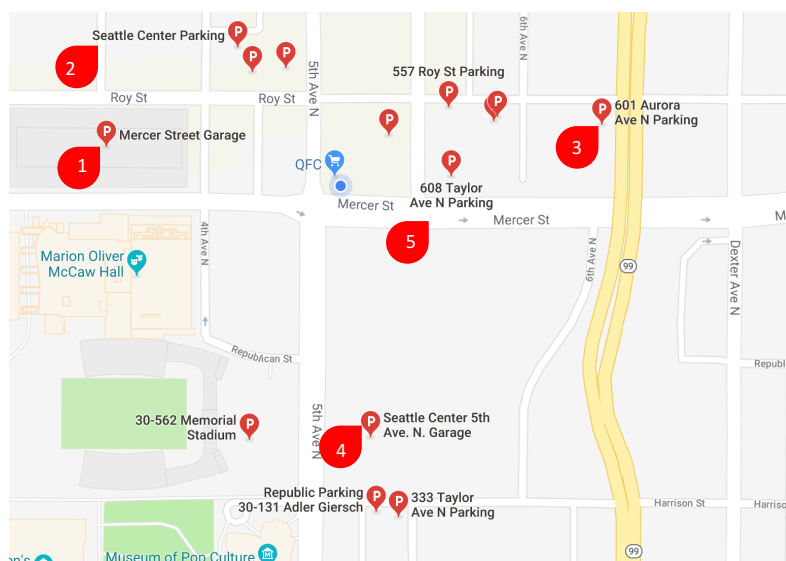 6th Ave N
Seattle Center Parking
P
P
P
5th Ave N
2
557 Roy St Parking
P
P
Roy St
Roy St
601 Aurora
Ave N Parking
P
P
Mercer Street Garage
P
1
3
QFC
608 Taylor
Ave N Parking
P
Mercer St
Mercer St
M
4th Ave N
5
Marion Oliver
McCaw Hall
6th Ave N
99
Dexter Ave N
Republican St
Republ
30-562 Memorial
Stadium
P
5th Ave N
Seattle Center 5th
Ave. N. Garage
P
4
Republic Parking
30-131 Adler Giersch
P
P
333 Taylor
Ave N Parking
Harrison St
Harriso
n's
Museum of Pop Culture
99